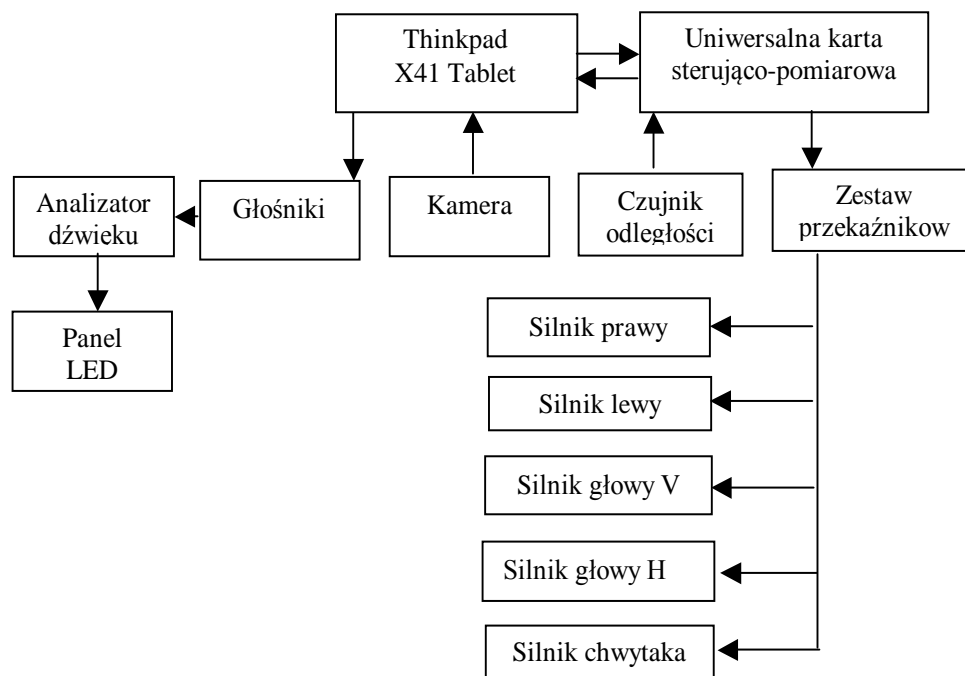 Thinkpad
X41 Tablet
Uniwersalna karta
sterująco-pomiarowa
Analizator
dźwieku
Głośniki
Kamera
Czujnik
odległości
Zestaw
przekaźnikow
Panel
LED
Silnik prawy
Silnik lewy
Silnik głowy V
Silnik głowy H
Silnik chwytaka